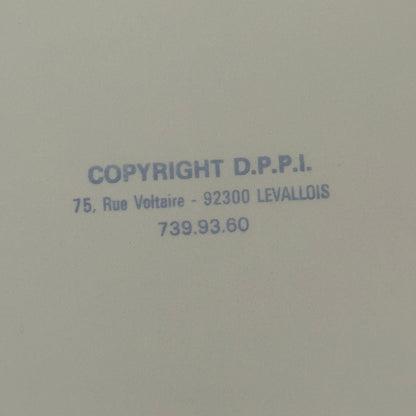 COPYRIGHT D.P.P.I.
75, Rue Voltaire - 92300 LEVALLOIS
739.93.60